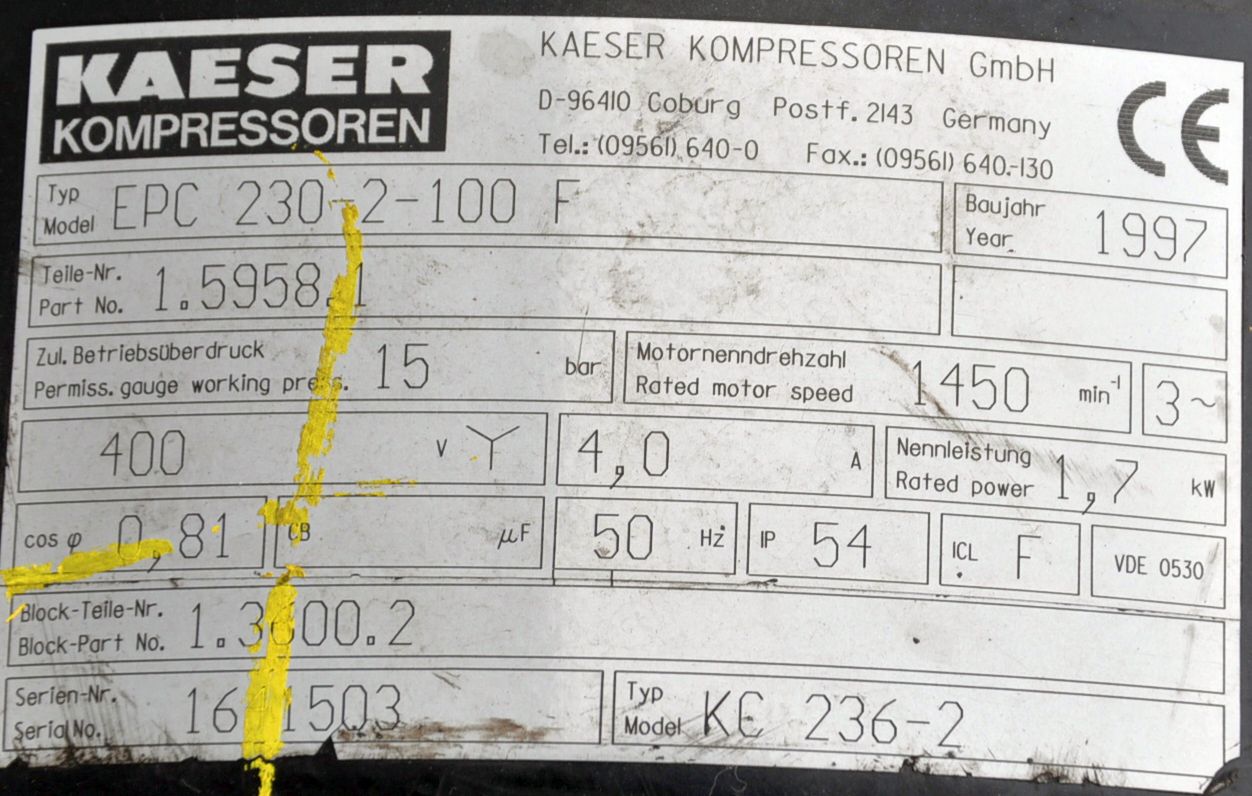 KAESER
KOMPRESSOREN
KAESER KOMPRESSOREN GmbH
D-96410 Coburg Postf. 2143 Germany
Tel.: (09561) 640-0 Fax.: (09561) 640-130
CE
Typ
Model EPC 230-2-100 F
Baujahr
Year 1997
Teile-Nr.
Part No. 1.5958.1
Zul. Betriebsüberdruck
Permiss. gauge working press. 15 bar
Motornenndrehzahl
Rated motor speed 1450 min⁻¹
3~
400 V Y
4,0 A
Nennleistung
Rated power 1,7 kW
cos φ 0,81
CB μF
50 Hz
IP 54
ICL F
VDE 0530
Block-Teile-Nr.
Block-Part No.
Serien-Nr.
Serial No.
Typ
Model KC 236-2